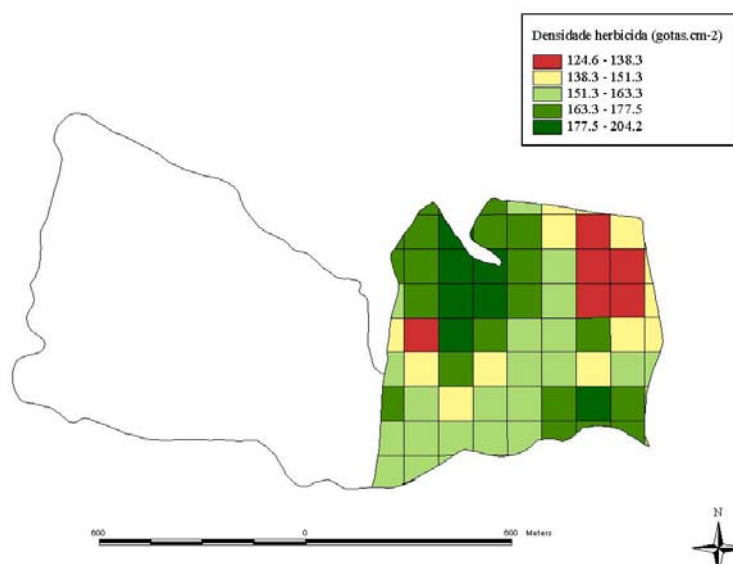 Densidade herbicida (gotas.cm-2)
124.6 - 138.3
138.3 - 151.3
151.3 - 163.3
163.3 - 177.5
177.5 - 204.2
600 0 600 Meters
N